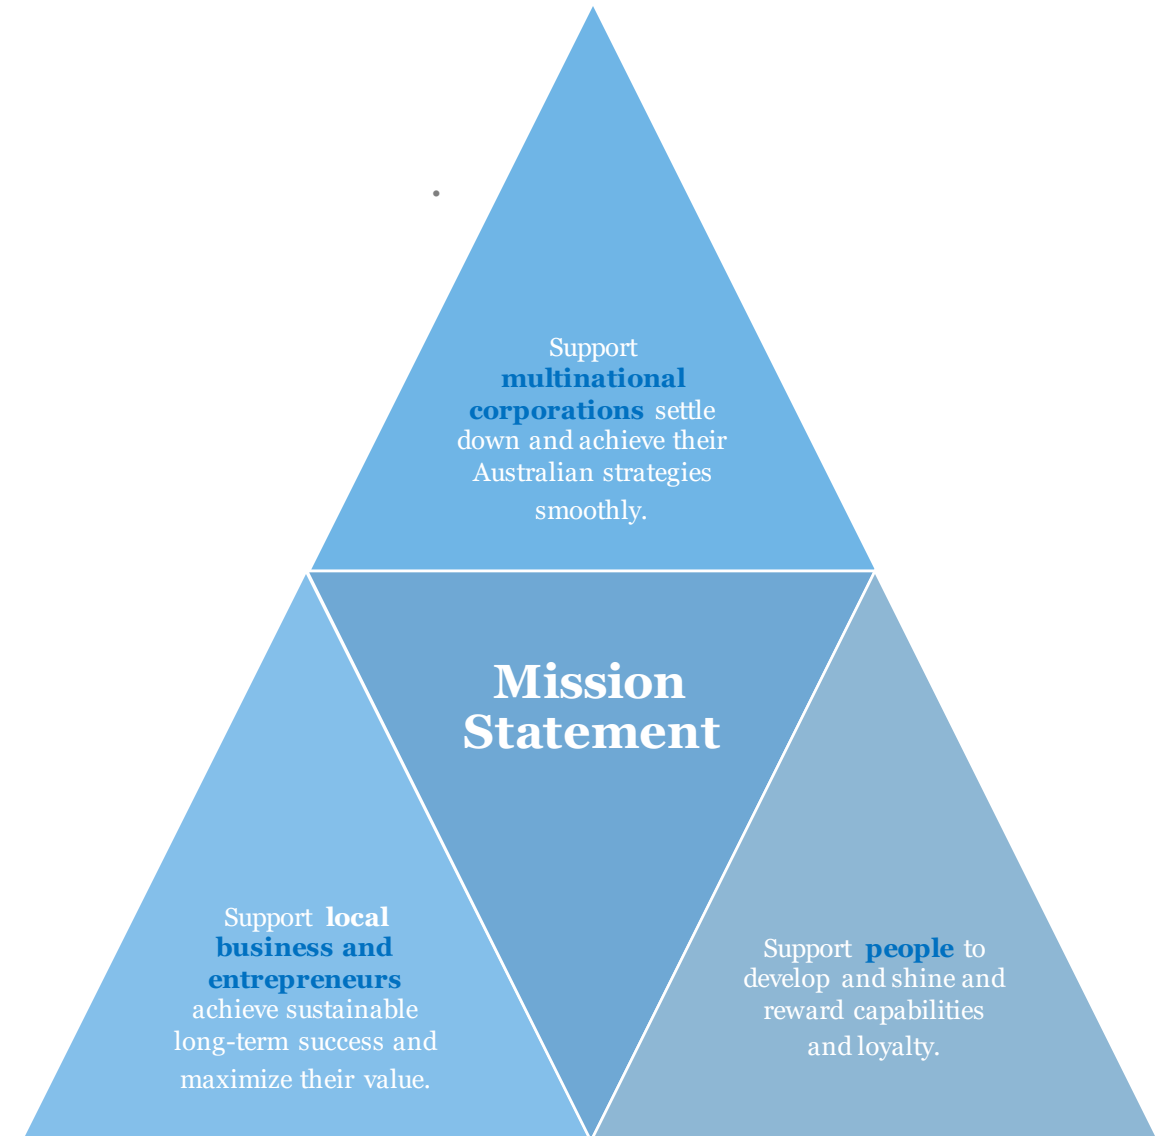 Support
multinational
corporations settle
down and achieve their
Australian strategies
smoothly.
Mission
Statement
Support local
business and
entrepreneurs
achieve sustainable
long-term success and
maximize their value.
Support people to
develop and shine and
reward capabilities
and loyalty.